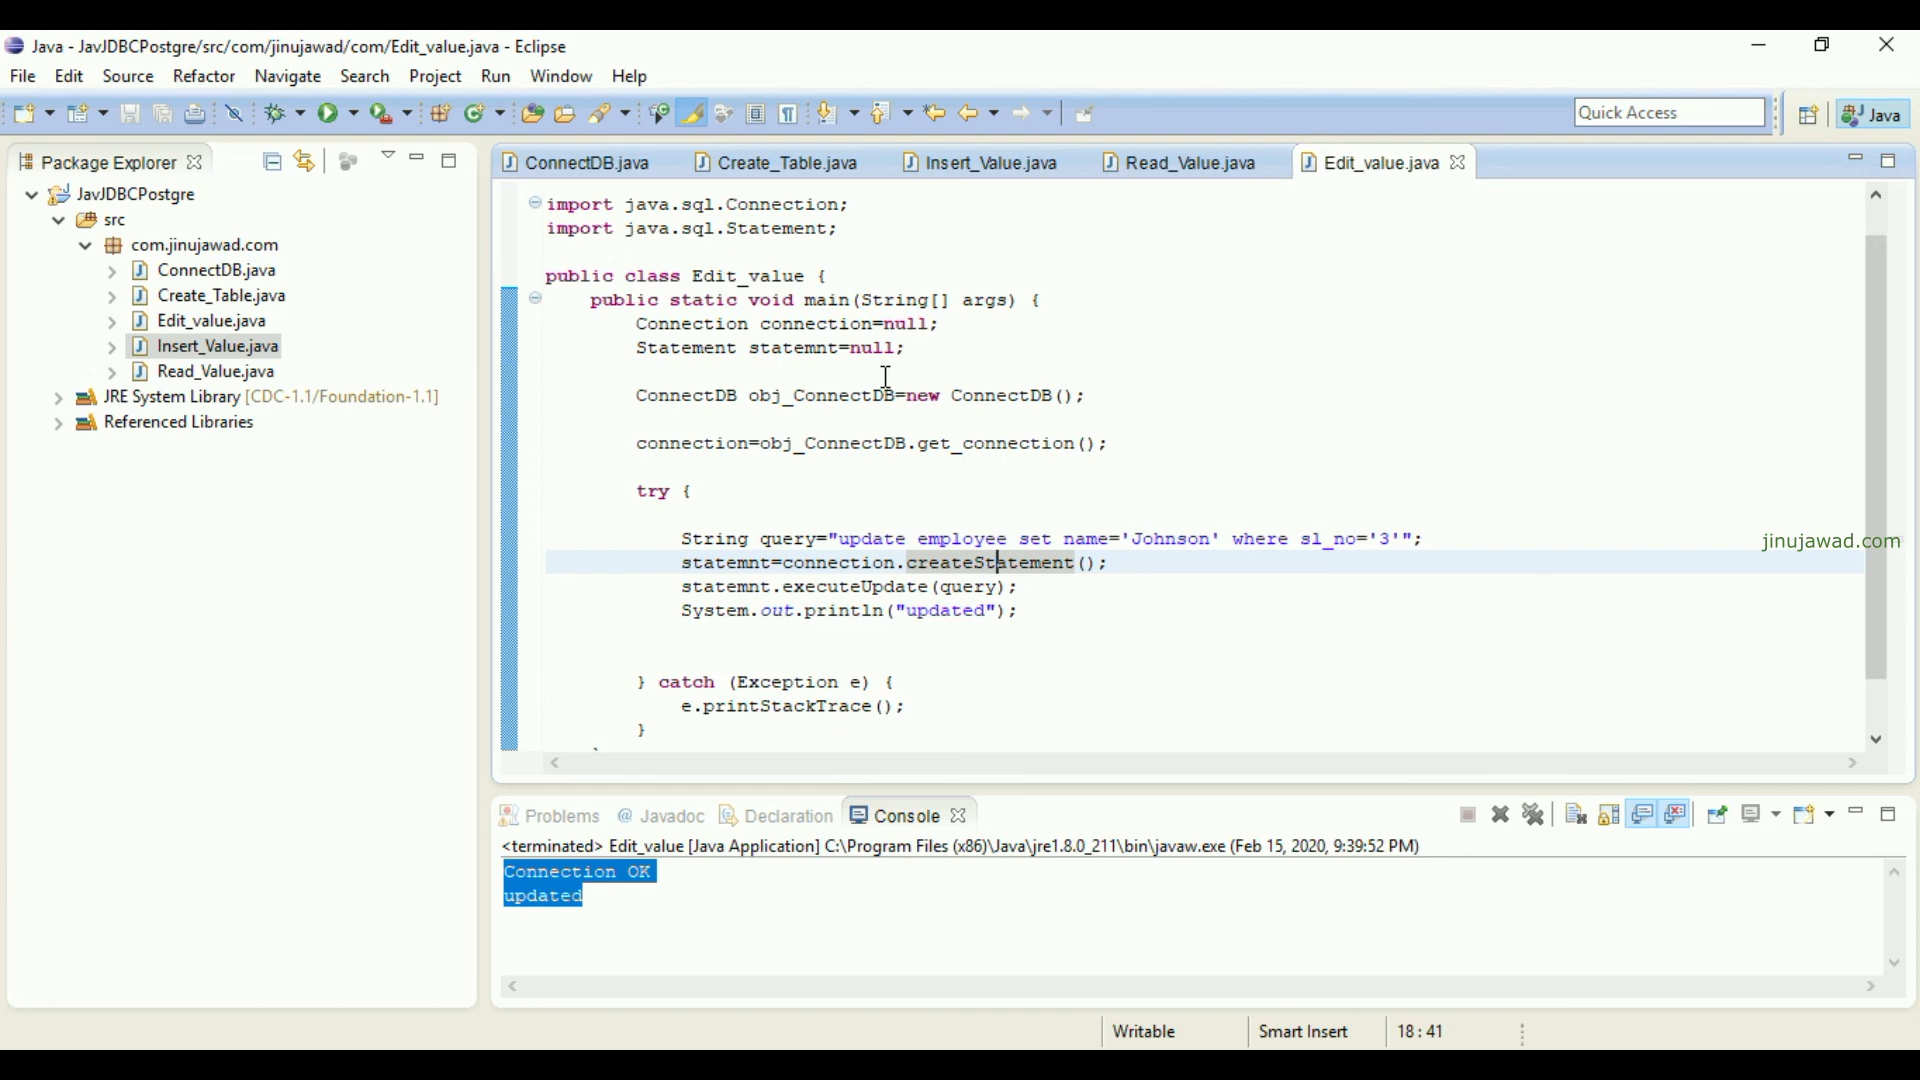 Java - JavJDBCPostgre/src/com/jinujawad/com/Edit_value.java - Eclipse
File Edit Source Refactor Navigate Search Project Run Window Help
Quick Access
Java
Package Explorer
JavJDBCPostgre
src
com.jinujawad.com
ConnectDB.java
Create_Table.java
Edit_value.java
Insert_Value.java
Read_Value.java
JRE System Library [CDC-1.1/Foundation-1.1]
Referenced Libraries
ConnectDB.java Create_Table.java Insert_Value.java Read_Value.java Edit_value.java
import java.sql.Connection;
import java.sql.Statement;
public class Edit_value {
public static void main(String[] args) {
Connection connection=null;
Statement statemnt=null;
ConnectDB obj_ConnectDB=new ConnectDB();
connection=obj_ConnectDB.get_connection();
try {
String query="update employee set name='Johnson' where sl_no='3'";
statemnt=connection.createStatement();
statemnt.executeUpdate(query);
System.out.println("updated");
} catch (Exception e) {
e.printStackTrace();
}
jinujawad.com
Problems @ Javadoc Declaration Console
<terminated> Edit_value [Java Application] C:\Program Files (x86)\Java\jre1.8.0_211\bin\javaw.exe (Feb 15, 2020, 9:39:52 PM)
Connection OK
updated
Writable Smart Insert 18 : 41